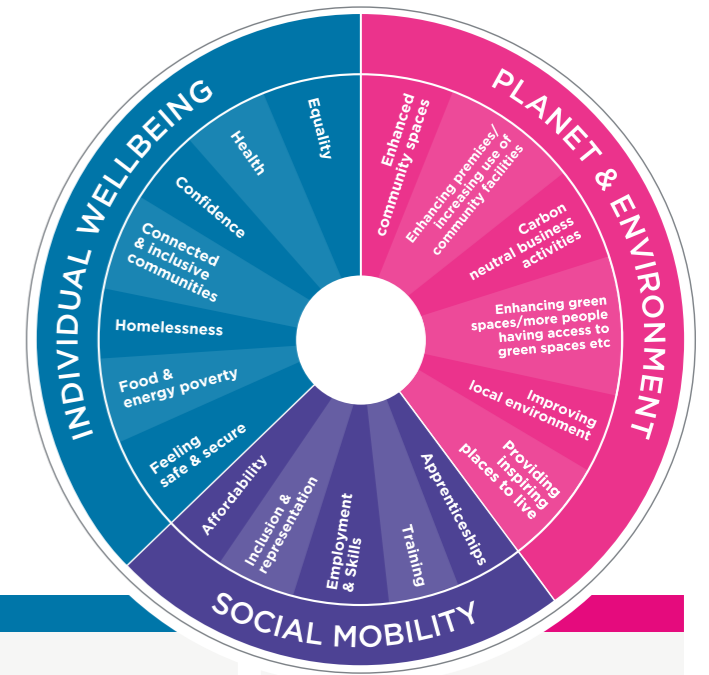 INDIVIDUAL WELLBEING
Equality
Health
Confidence
Connected
& inclusive
communities
Homelessness
Food &
energy poverty
Feeling
safe & secure
PLANET & ENVIRONMENT
Enhanced
community spaces
Enhancing premises/
increasing use of
community facilities
Carbon
neutral business
activities
Enhancing green
spaces/more people
having access to
green spaces etc
Improving
local environment
Providing
inspiring
places to live
SOCIAL MOBILITY
Affordability
Inclusion &
representation
Employment
& Skills
Training
Apprenticeships